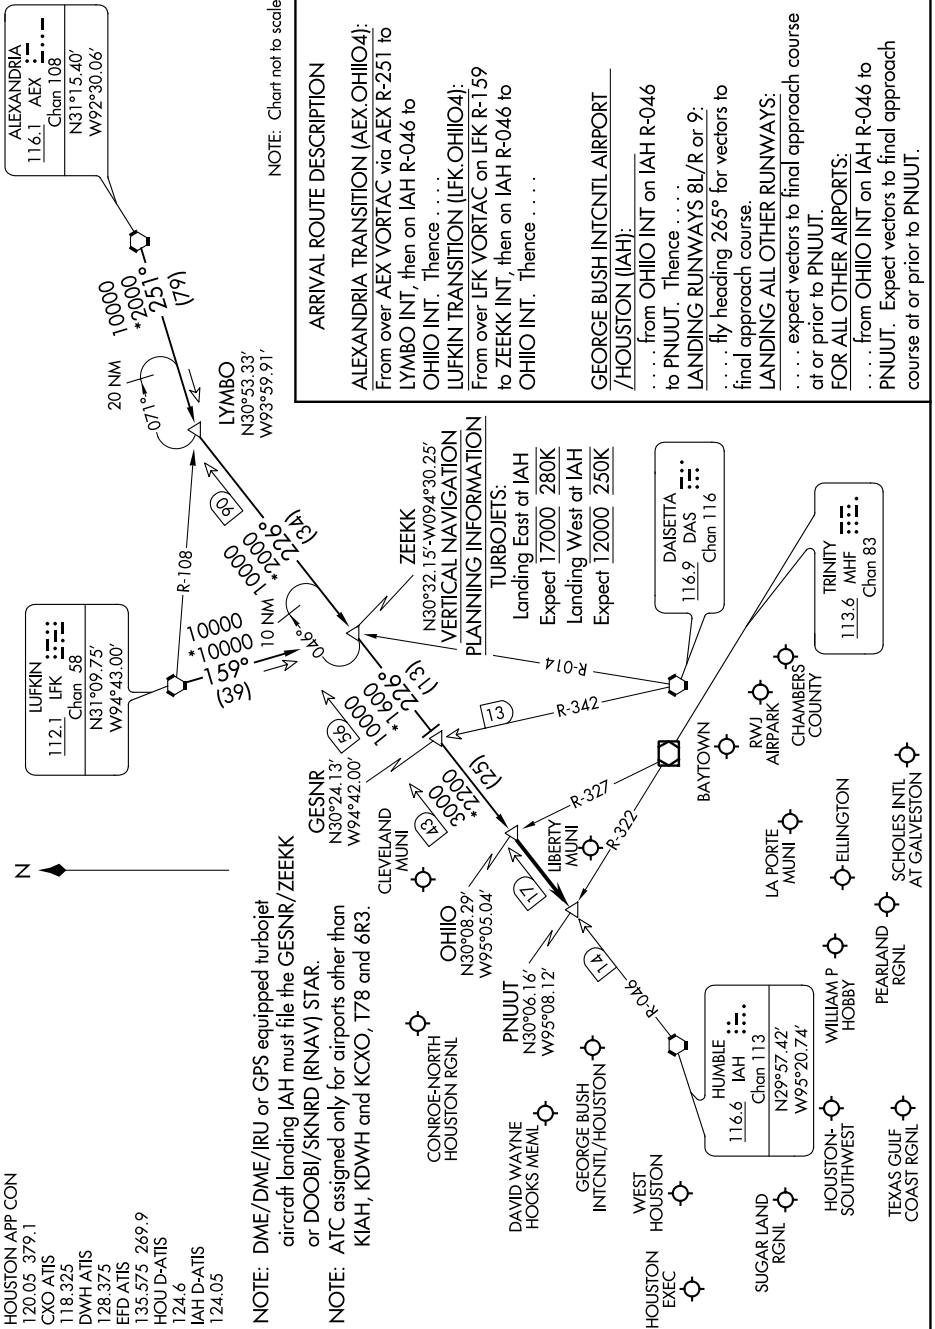 HOUSTON APP CON
120.05 379.1
CXO ATIS
118.325
DWH ATIS
128.375
EFD ATIS
135.575 269.9
HOU D-ATIS
124.6
IAH D-ATIS
124.05
NOTE: DME/DME/IRU or GPS equipped turbojet
aircraft landing IAH must file the GESNR/ZEEKK
or DOOBI/SKNRD (RNAV) STAR.
NOTE: ATC assigned only for airports other than
KIAH, KDWH and KCXO, T78 and 6R3.
N
LUFKIN
112.1 LFK
Chan 58
N31°09.75′
W94°43.00′
ALEXANDRIA
116.1 AEX
Chan 108
N31°15.40′
W92°30.06′
10000
*2000
251°
(79)
20 NM
071°
LYMBO
N30°53.33′
W93°59.91′
R-108
90
10000
*2000
226°
(34)
10000
*10000
159°
(39)
10 NM
046°
ZEEKK
N30°32.15′-W094°30.25′
VERTICAL NAVIGATION
PLANNING INFORMATION
TURBOJETS:
Landing East at IAH
Expect 17000 280K
Landing West at IAH
Expect 12000 250K
56
10000
*1600
226°
(13)
GESNR
N30°24.13′
W94°42.00′
R-014
R-342
13
DAISETTA
116.9 DAS
Chan 116
43
3000
*2200
(25)
CLEVELAND
MUNI
OHIIO
N30°08.29′
W95°05.04′
LIBERTY
MUNI
R-327
R-322
17
TRINITY
113.6 MHF
Chan 83
PNUUT
N30°06.16′
W95°08.12′
14
R-046
HUMBLE
116.6 IAH
Chan 113
N29°57.42′
W95°20.74′
CONROE-NORTH
HOUSTON RGNL
DAVID WAYNE
HOOKS MEML
GEORGE BUSH
INTCNTL/HOUSTON
WEST
HOUSTON
HOUSTON
EXEC
SUGAR LAND
RGNL
HOUSTON-
SOUTHWEST
TEXAS GULF
COAST RGNL
WILLIAM P
HOBBY
PEARLAND
RGNL
ELLINGTON
LA PORTE
MUNI
SCHOLES INTL
AT GALVESTON
BAYTOWN
RWJ
AIRPARK
CHAMBERS
COUNTY
NOTE: Chart not to scale
ARRIVAL ROUTE DESCRIPTION
ALEXANDRIA TRANSITION (AEX.OHIIO4):
From over AEX VORTAC via AEX R-251 to
LYMBO INT, then on IAH R-046 to
OHIIO INT. Thence . . . .
LUFKIN TRANSITION (LFK.OHIIO4):
From over LFK VORTAC on LFK R-159
to ZEEKK INT, then on IAH R-046 to
OHIIO INT. Thence . . . .
GEORGE BUSH INTCNTL AIRPORT
/HOUSTON (IAH):
. . . . from OHIIO INT on IAH R-046
to PNUUT. Thence . . . .
LANDING RUNWAYS 8L/R or 9:
. . . . fly heading 265° for vectors to
final approach course.
LANDING ALL OTHER RUNWAYS:
. . . . expect vectors to final approach course
at or prior to PNUUT.
FOR ALL OTHER AIRPORTS:
. . . . from OHIIO INT on IAH R-046 to
PNUUT. Expect vectors to final approach
course at or prior to PNUUT.